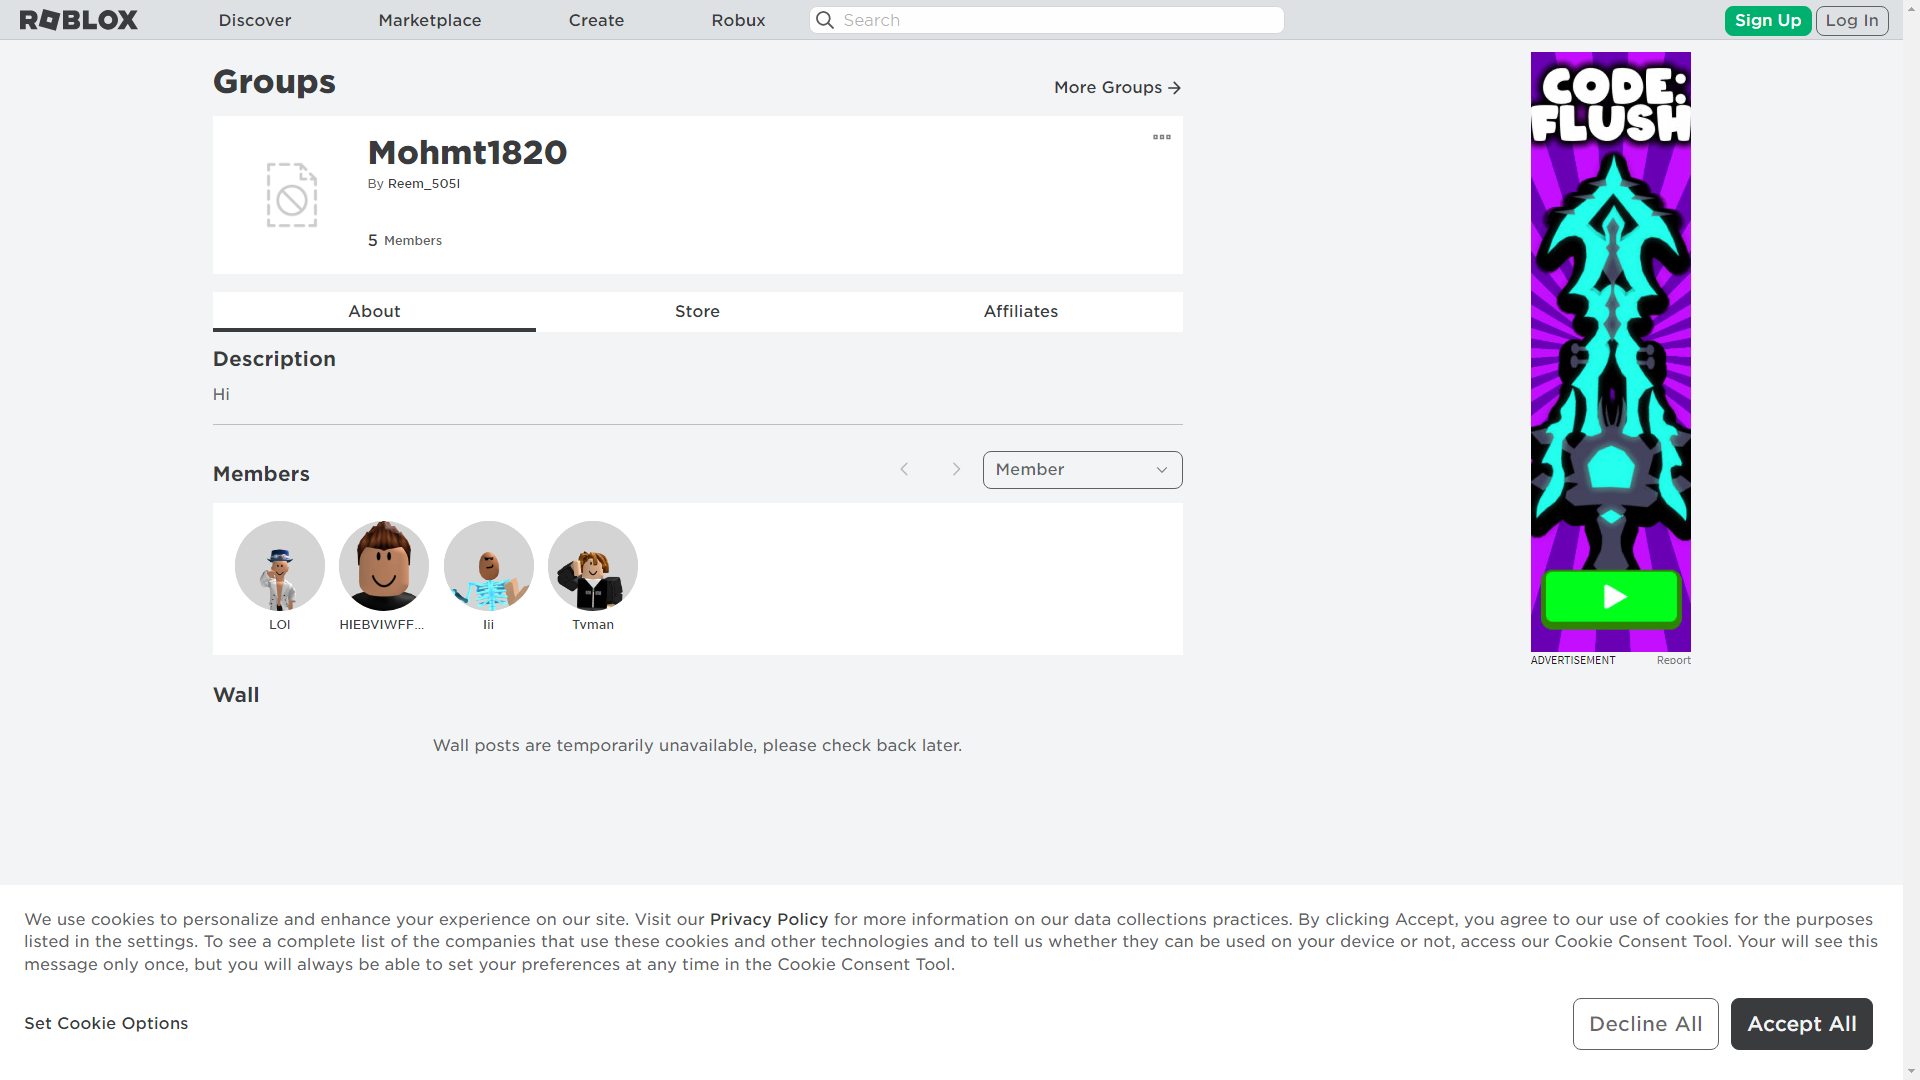 ROBLOX
Discover
Marketplace
Create
Robux
Search
Sign Up
Log In
Groups
More Groups
Mohmt1820
By Reem_505l
5 Members
About
Store
Affiliates
Description
Hi
Members
Member
LOl
HIEBVIWFF...
Iii
Tvman
Wall
Wall posts are temporarily unavailable, please check back later.
CODE:
FLUSH
ADVERTISEMENT
Report
We use cookies to personalize and enhance your experience on our site. Visit our Privacy Policy for more information on our data collections practices. By clicking Accept, you agree to our use of cookies for the purposes
listed in the settings. To see a complete list of the companies that use these cookies and other technologies and to tell us whether they can be used on your device or not, access our Cookie Consent Tool. Your will see this
message only once, but you will always be able to set your preferences at any time in the Cookie Consent Tool.
Set Cookie Options
Decline All
Accept All